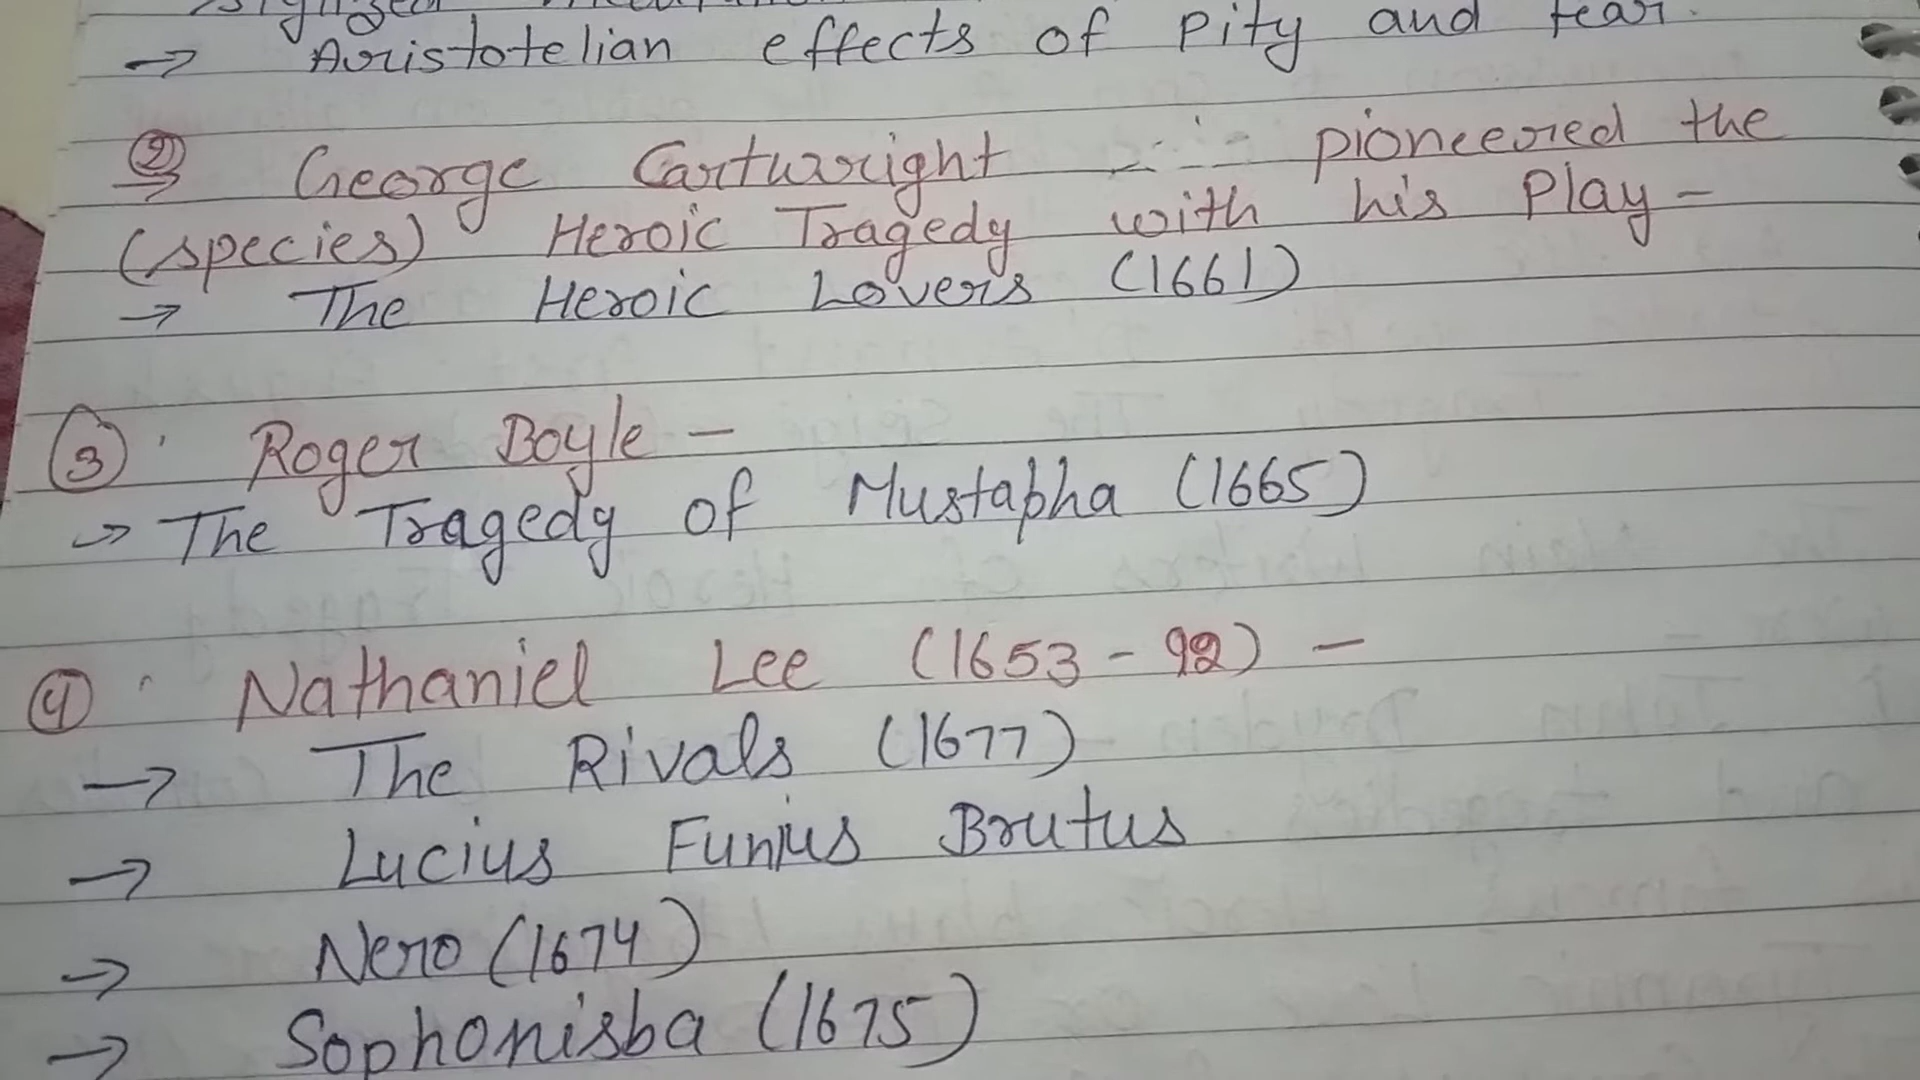 → Aristotelian effects of Pity and fear.
② George Cartwright pioneered the
(species) Heroic Tragedy with his Play –
→ The Heroic Lovers (1661)
③ Roger Boyle –
→ The Tragedy of Mustapha (1665)
④ Nathaniel Lee (1653 - 92) –
→ The Rivals (1677)
→ Lucius Funius Brutus
→ Nero (1674)
→ Sophonisba (1675)